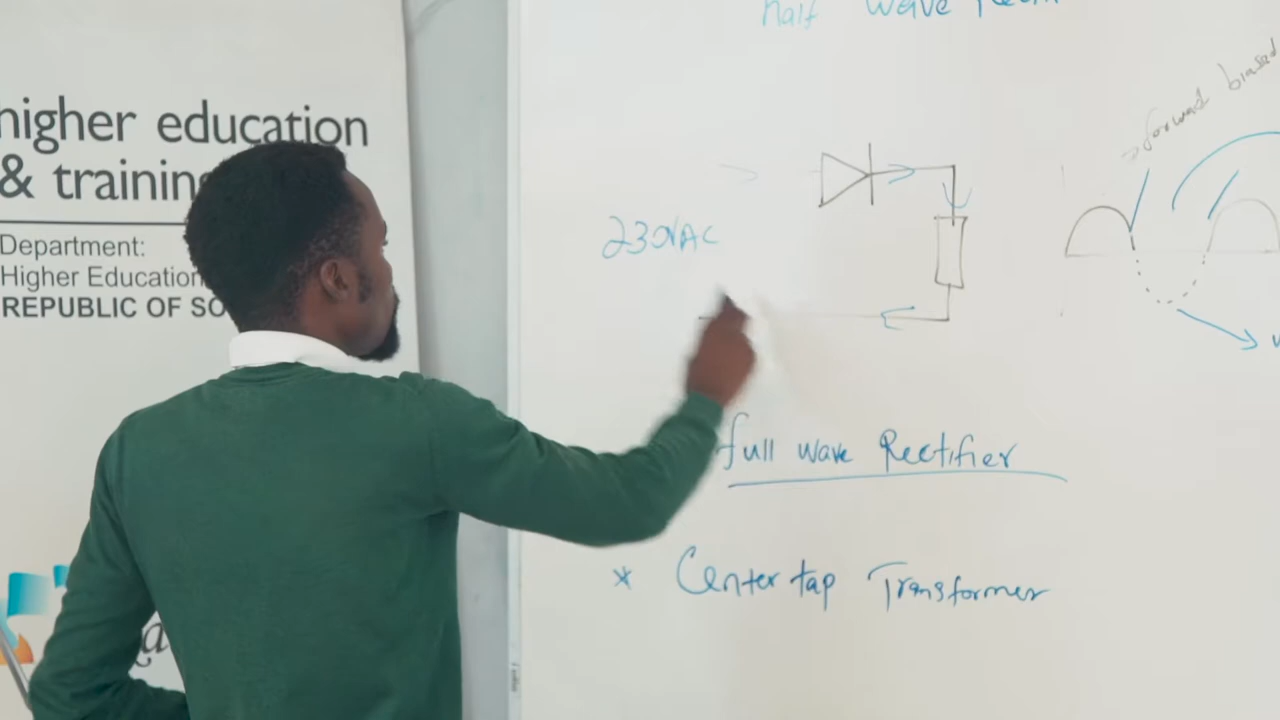 higher education
& training
Department:
Higher Education
REPUBLIC OF SO
half wave
forward biased
230VAC
full wave Rectifier
* Center tap Transformer